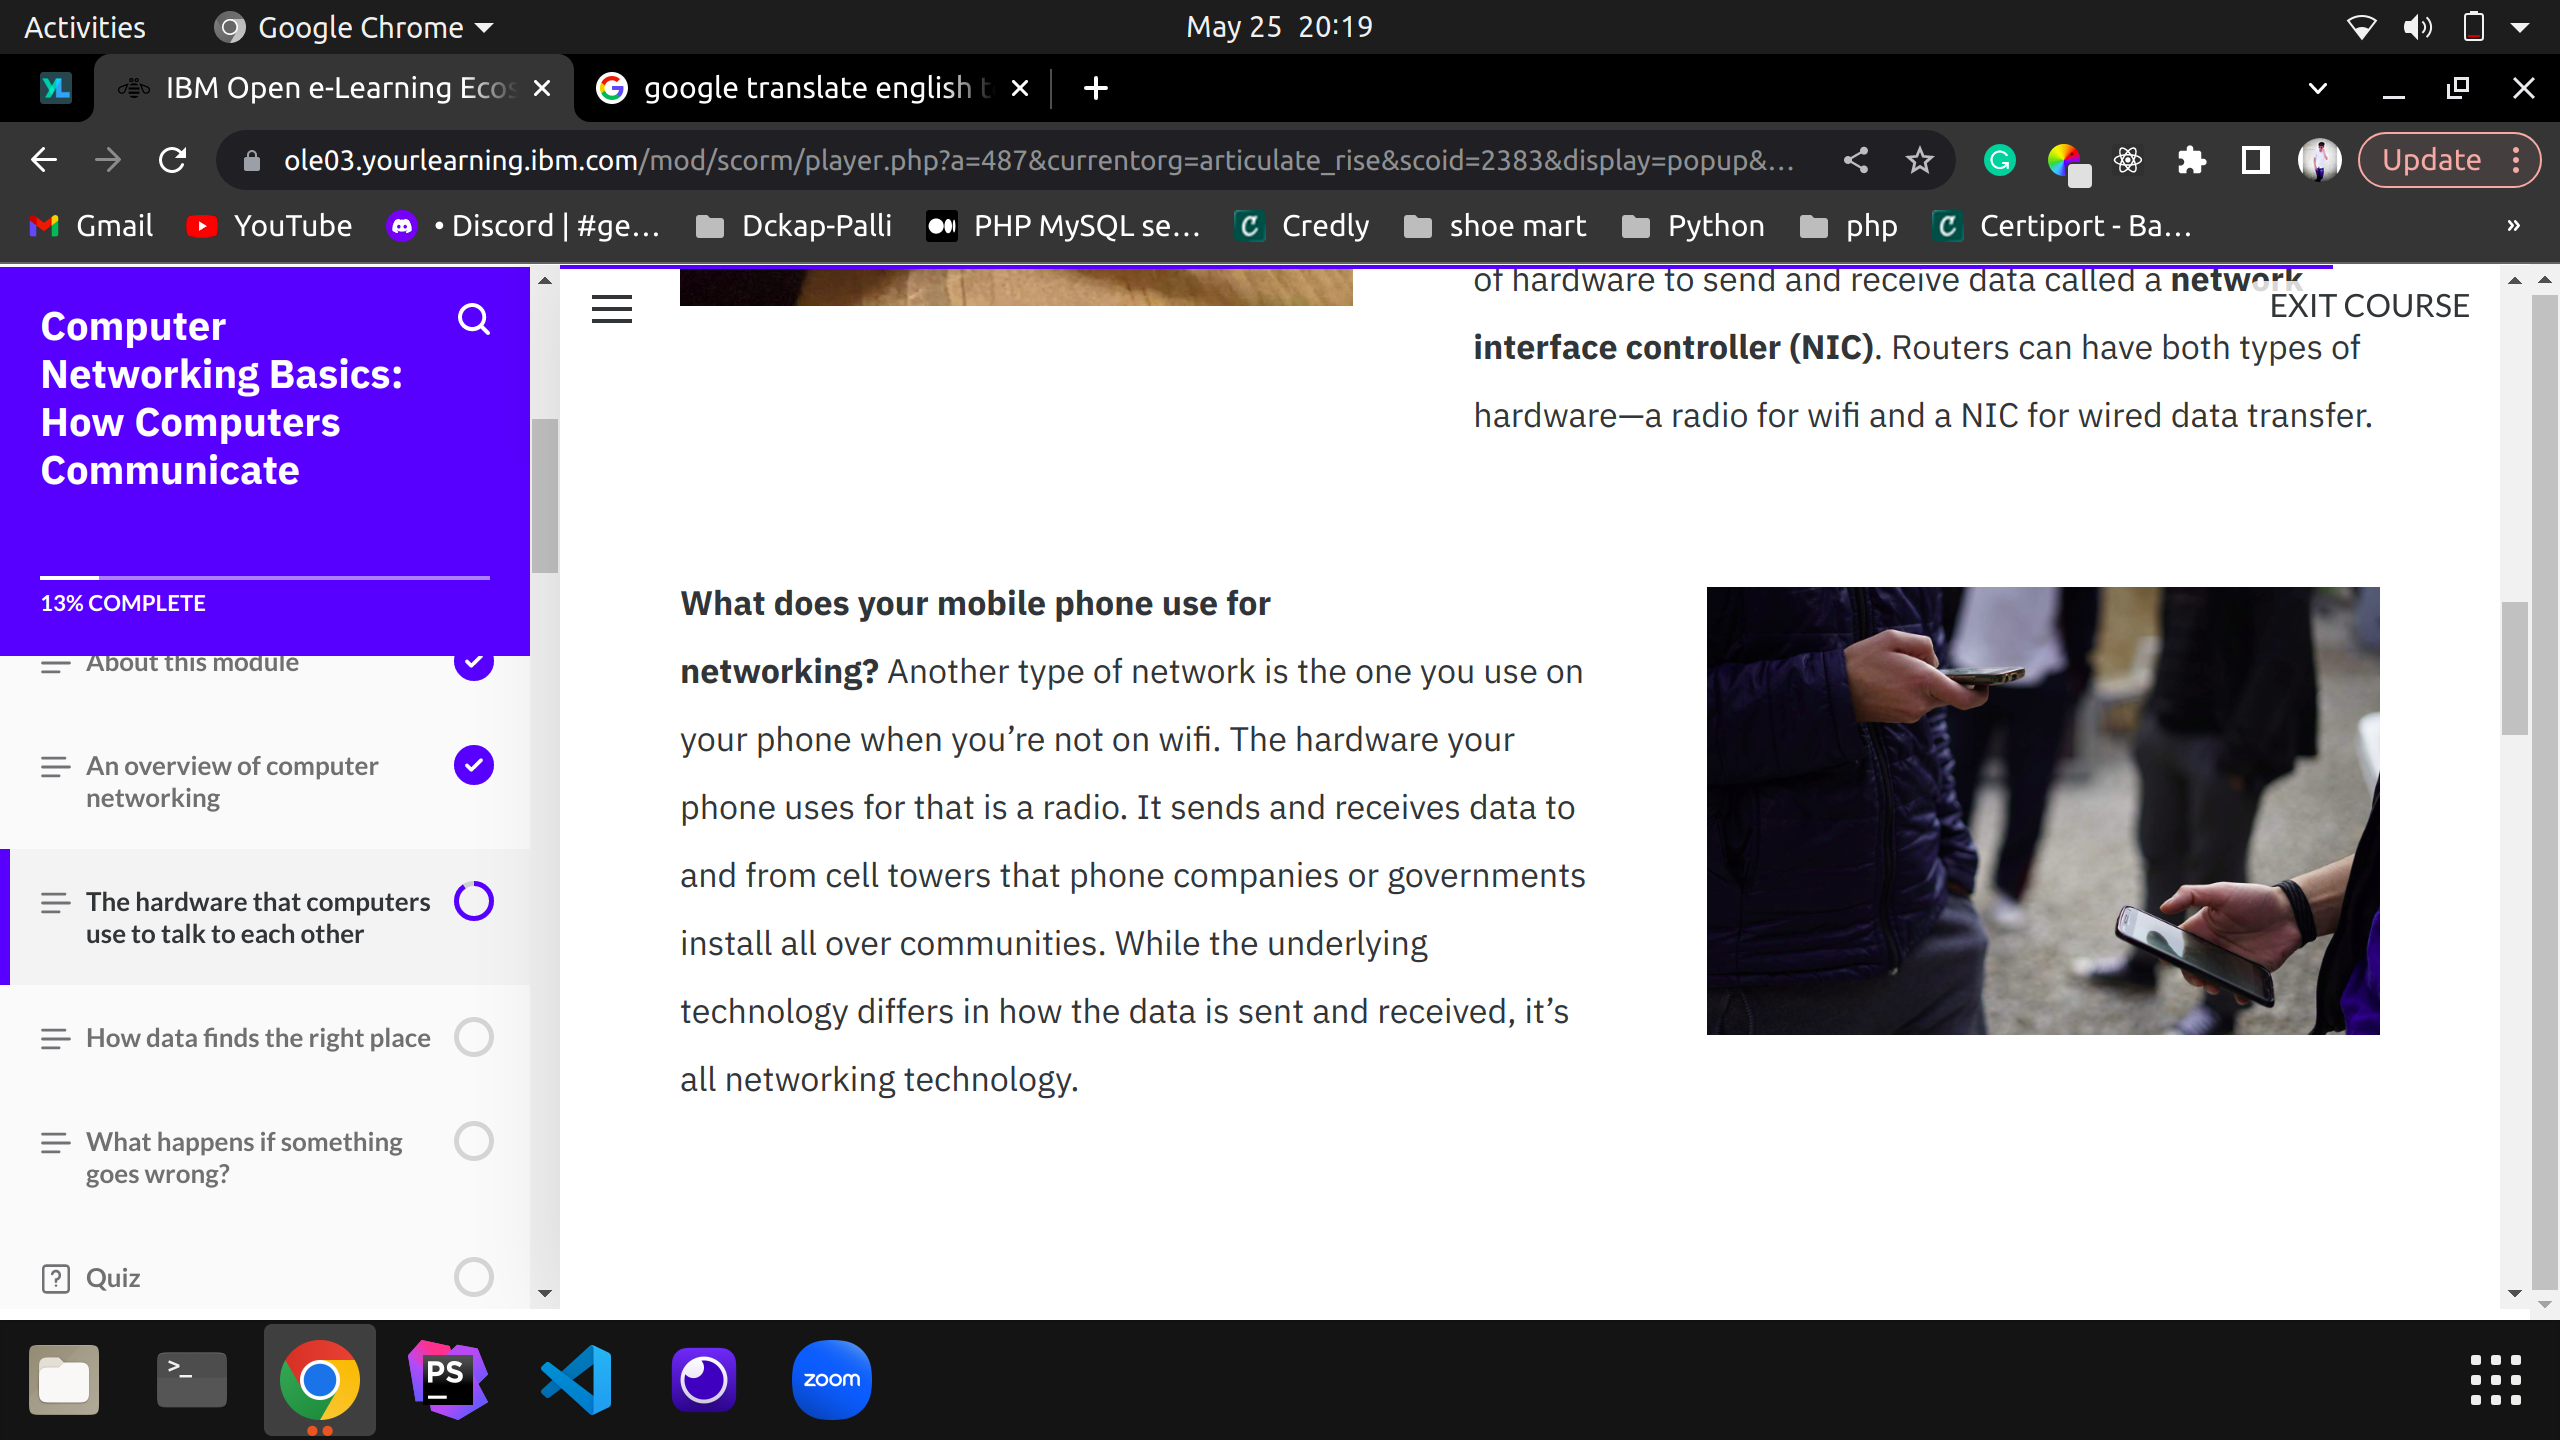 Activities
Google Chrome
May 25 20:19
YL
IBM Open e-Learning Ecos
google translate english t
ole03.yourlearning.ibm.com/mod/scorm/player.php?a=487&currentorg=articulate_rise&scoid=2383&display=popup&...
Update
Gmail
YouTube
• Discord | #ge...
Dckap-Palli
PHP MySQL se...
Credly
shoe mart
Python
php
Certiport - Ba...
»
Computer
Networking Basics:
How Computers
Communicate
13% COMPLETE
About this module
An overview of computer
networking
The hardware that computers
use to talk to each other
How data finds the right place
What happens if something
goes wrong?
Quiz
of hardware to send and receive data called a network
EXIT COURSE
interface controller (NIC). Routers can have both types of
hardware—a radio for wifi and a NIC for wired data transfer.
What does your mobile phone use for
networking? Another type of network is the one you use on
your phone when you’re not on wifi. The hardware your
phone uses for that is a radio. It sends and receives data to
and from cell towers that phone companies or governments
install all over communities. While the underlying
technology differs in how the data is sent and received, it’s
all networking technology.
>_
PS
zoom